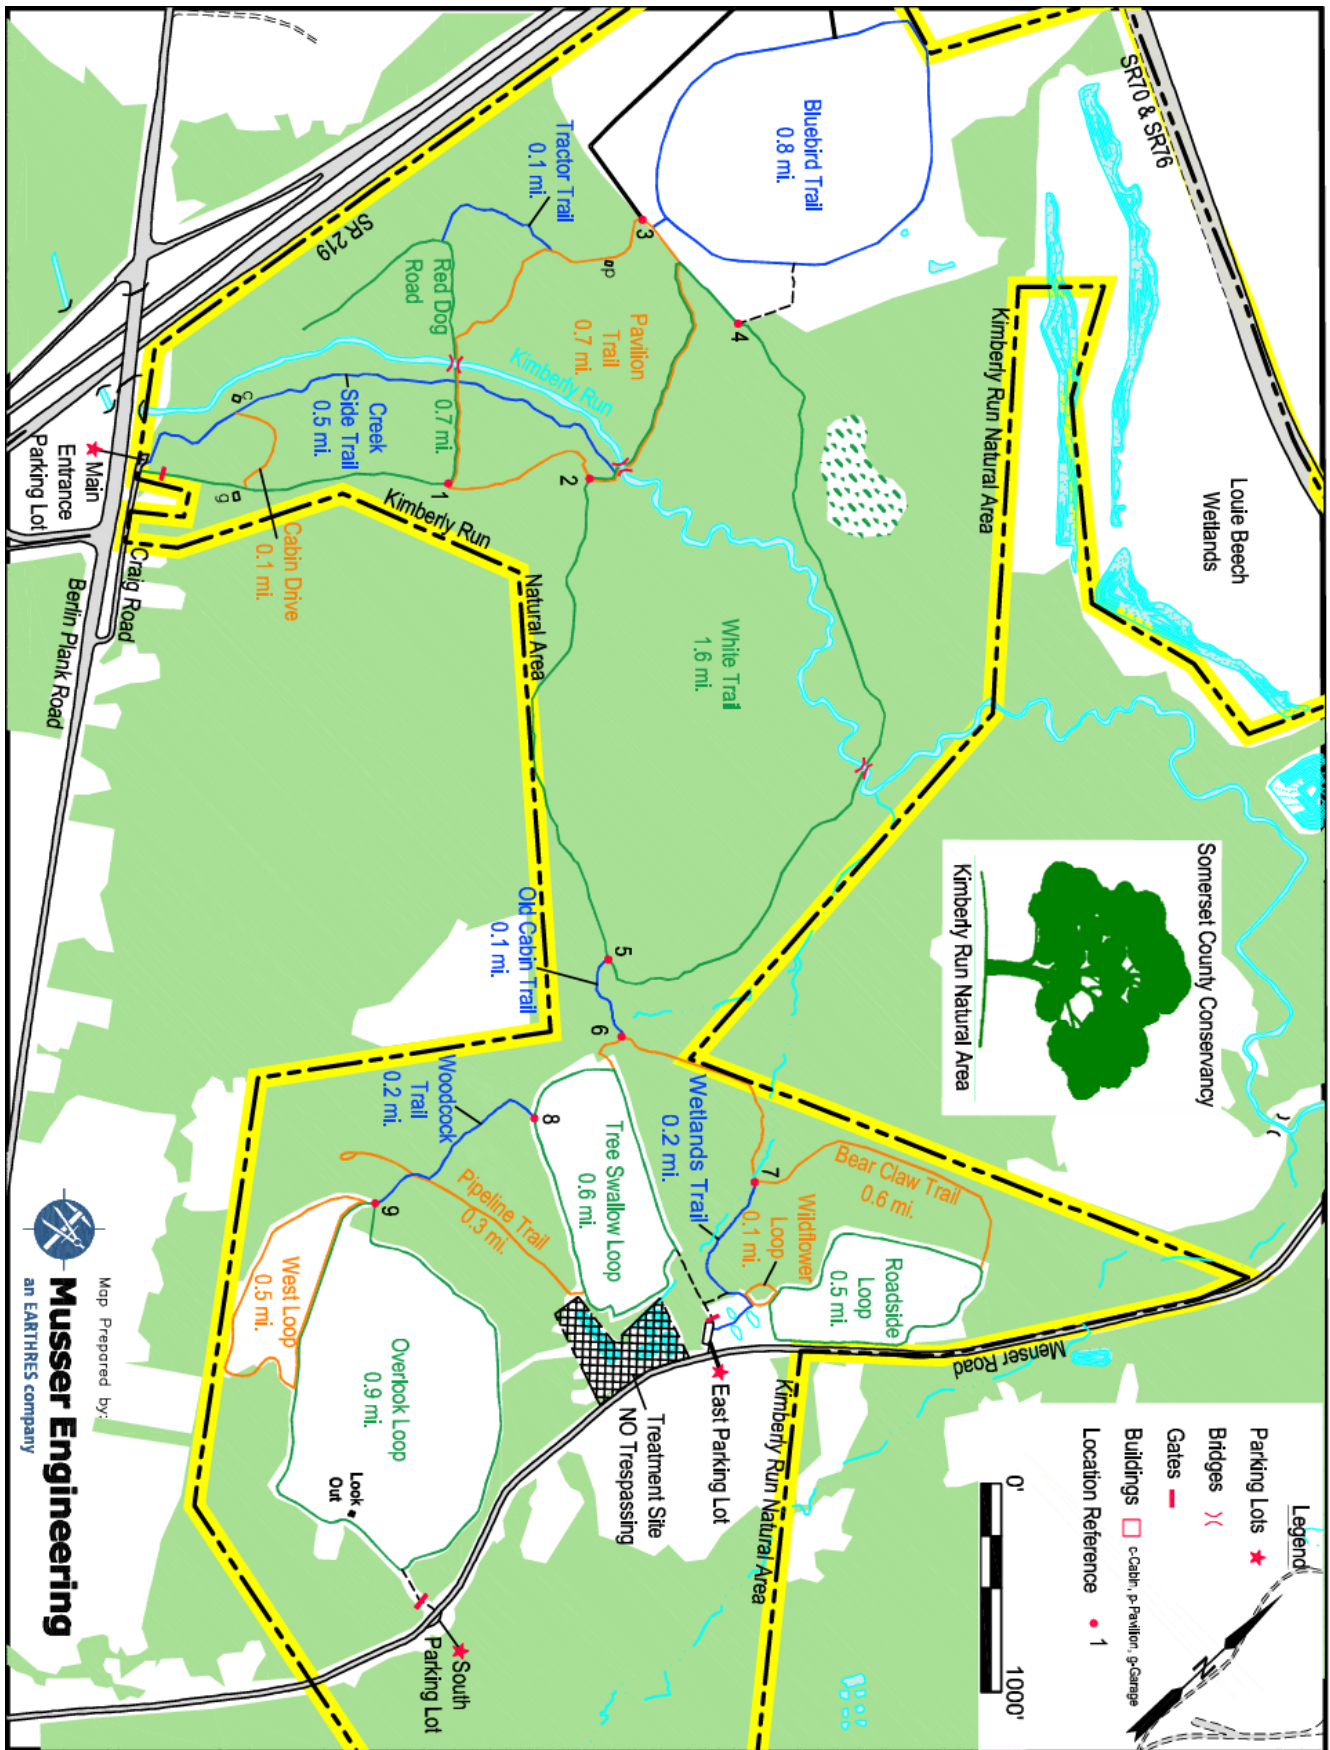 SR70 & SR76
Louie Beech
Wetlands
Bluebird Trail
0.8 mi.
Tractor Trail
0.1 mi.
SR 219
Red Dog
Road
p
3
4
Pavilion
Trail
0.7 mi.
Kimberly Run
0.7 mi.
Creek
Side Trail
0.5 mi.
c
g
1
2
Kimberly Run Natural Area
White Trail
1.6 mi.
Main
Entrance
Parking Lot
Craig Road
Berlin Plank Road
Cabin Drive
0.1 mi.
Kimberly Run
Natural Area
Old Cabin Trail
0.1 mi.
5
6
Somerset County Conservancy
Kimberly Run Natural Area
Woodcock
Trail
0.2 mi.
8
Tree Swallow Loop
0.6 mi.
Wetlands Trail
0.2 mi.
7
Bear Claw Trail
0.6 mi.
Wildflower
Loop
0.1 mi.
Roadside
Loop
0.5 mi.
Pipeline Trail
0.3 mi.
9
West Loop
0.5 mi.
Overlook Loop
0.9 mi.
Look
Out
Menser Road
East Parking Lot
Treatment Site
NO Trespassing
Kimberly Run Natural Area
South
Parking Lot
Legend
Parking Lots
Bridges
Gates
Buildings c-Cabin, p-Pavilion, g-Garage
Location Reference 1
N
0' 1000'
Map Prepared by:
Musser Engineering
an EARTHRES company